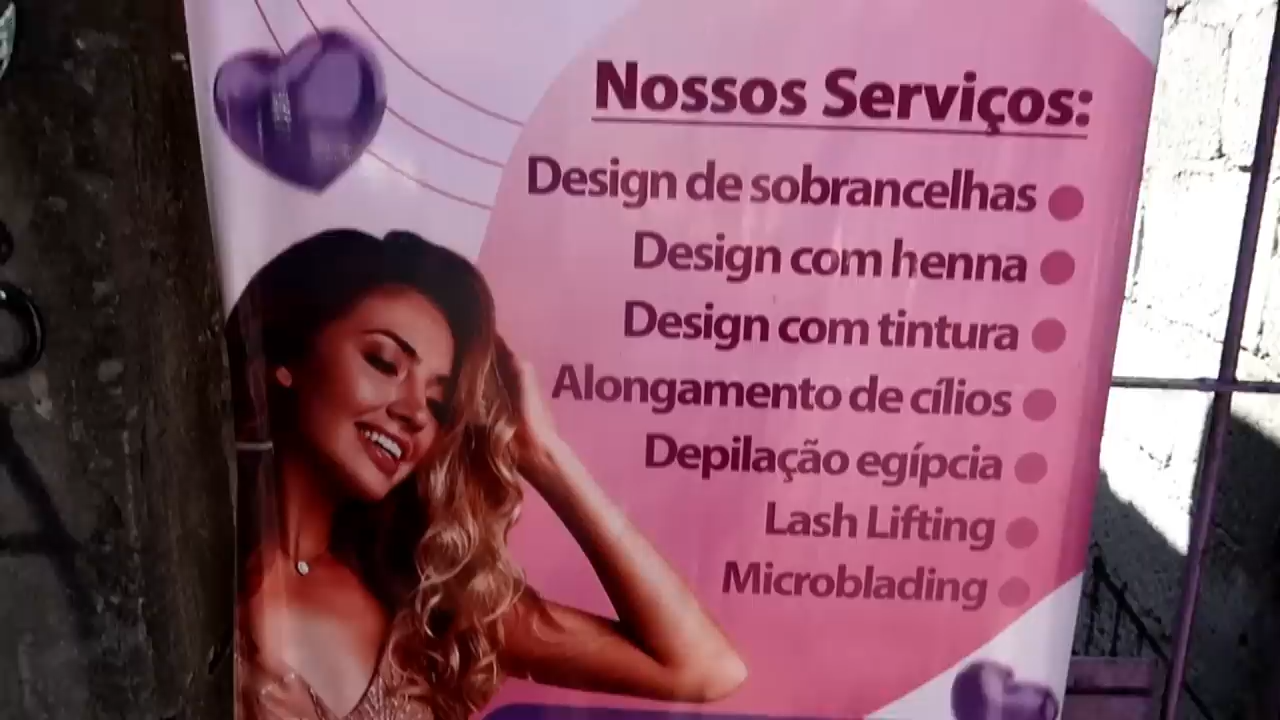 Nossos Serviços:
Design de sobrancelhas
Design com henna
Design com tintura
Alongamento de cílios
Depilação egípcia
Lash Lifting
Microblading